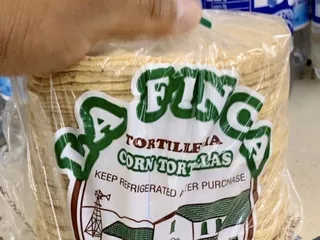 LA FINCA
TORTILLERIA
CORN TORTILLAS
KEEP REFRIGERATED AFTER PURCHASE